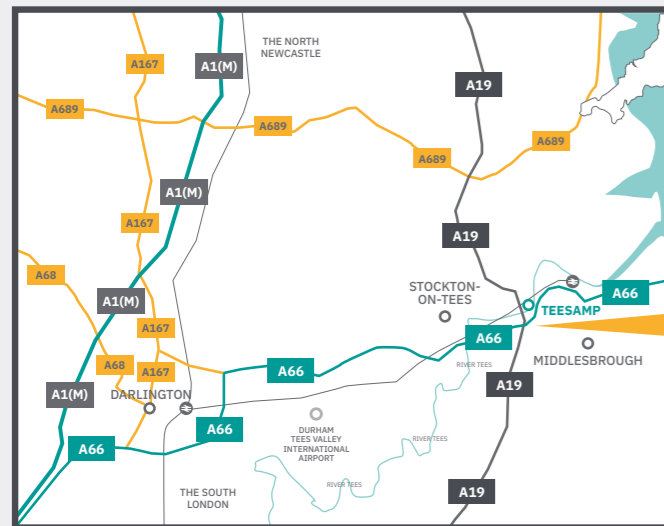 THE NORTH
NEWCASTLE
A167
A1(M)
A19
A689
A689
A689
A689
A1(M)
A167
A19
A68
A1(M)
STOCKTON-
ON-TEES
A66
TEESAMP
A167
A66
RIVER TEES
MIDDLESBROUGH
A68
A167
A66
A19
A1(M)
DARLINGTON
A66
A66
DURHAM
TEES VALLEY
INTERNATIONAL
AIRPORT
RIVER TEES
RIVER TEES
THE SOUTH
LONDON
A19